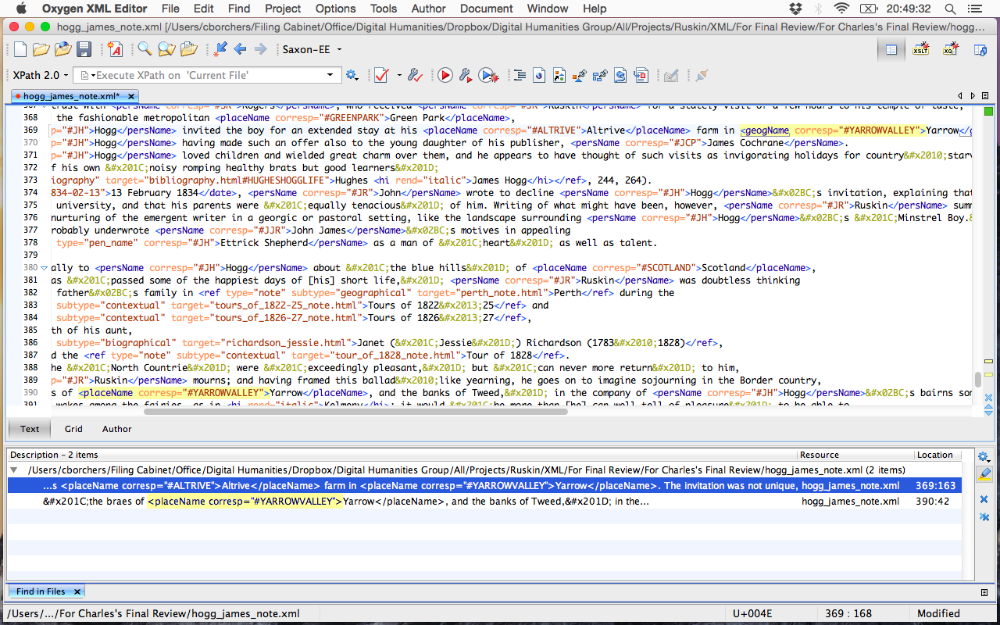 Oxygen XML Editor File Edit Find Project Options Tools Author Document Window Help 20:49:32
hogg_james_note.xml [/Users/cborchers/Filing Cabinet/Office/Digital Humanities/Dropbox/Digital Humanities Group/All/Projects/Ruskin/XML/For Final Review/For Charles's Final Review/hogg...
Saxon-EE
XPath 2.0 Execute XPath on 'Current File'
hogg_james_note.xml*
368 the fashionable metropolitan <placeName corresp="#GREENPARK">Green Park</placeName>,
369 p="#JH">Hogg</persName> invited the boy for an extended stay at his <placeName corresp="#ALTRIVE">Altrive</placeName> farm in <geogName corresp="#YARROWVALLEY">Yarrow</g
370 p="#JH">Hogg</persName> having made such an offer also to the young daughter of his publisher, <persName corresp="#JCP">James Cochrane</persName>.
371 p="#JH">Hogg</persName> loved children and wielded great charm over them, and he appears to have thought of such visits as invigorating holidays for country&#x2010;starv
372 f his own &#x201C;noisy romping healthy brats but good learners&#x201D;
373 iography" target="bibliography.html#HUGHESHOGGLIFE">Hughes <hi rend="italic">James Hogg</hi></ref>, 244, 264).
374 834-02-13">13 February 1834</date>, <persName corresp="#JR">John</persName> wrote to decline <persName corresp="#JH">Hogg</persName>&#x02BC;s invitation, explaining that
375 university, and that his parents were &#x201C;equally tenacious&#x201D; of him. Writing of what might have been, however, <persName corresp="#JR">Ruskin</persName> summ
376 nurturing of the emergent writer in a georgic or pastoral setting, like the landscape surrounding <persName corresp="#JH">Hogg</persName>&#x02BC;s &#x201C;Minstrel Boy.&
377 robably underwrote <persName corresp="#JJR">John James</persName>&#x02BC;s motives in appealing
378 type="pen_name" corresp="#JH">Ettrick Shepherd</persName> as a man of &#x201C;heart&#x201D; as well as talent.
379
380 ally to <persName corresp="#JH">Hogg</persName> about &#x201C;the blue hills&#x201D; of <placeName corresp="#SCOTLAND">Scotland</placeName>,
381 as &#x201C;passed some of the happiest days of [his] short life,&#x201D; <persName corresp="#JR">Ruskin</persName> was doubtless thinking
382 father&#x02BC;s family in <ref type="note" subtype="geographical" target="perth_note.html">Perth</ref> during the
383 subtype="contextual" target="tours_of_1822-25_note.html">Tours of 1822&#x2013;25</ref> and
384 subtype="contextual" target="tours_of_1826-27_note.html">Tours of 1826&#x2013;27</ref>,
385 th of his aunt,
386 subtype="biographical" target="richardson_jessie.html">Janet (&#x201C;Jessie&#x201D;) Richardson (1783&#x2010;1828)</ref>,
387 d the <ref type="note" subtype="contextual" target="tour_of_1828_note.html">Tour of 1828</ref>.
388 he &#x201C;North Countrie&#x201D; were &#x201C;exceedingly pleasant,&#x201D; but &#x201C;can never more return&#x201D; to him,
389 p="#JR">Ruskin</persName> mourns; and having framed this ballad&#x2010;like yearning, he goes on to imagine sojourning in the Border country,
390 s of <placeName corresp="#YARROWVALLEY">Yarrow</placeName>, and the banks of Tweed,&#x201D; in the company of <persName corresp="#JH">Hogg</persName>&#x02BC;s bairns som
Text Grid Author
Description – 2 items Resource Location
/Users/cborchers/Filing Cabinet/Office/Digital Humanities/Dropbox/Digital Humanities Group/All/Projects/Ruskin/XML/For Final Review/For Charles's Final Review/hogg_james_note.xml (2 items)
...s <placeName corresp="#ALTRIVE">Altrive</placeName> farm in <placeName corresp="#YARROWVALLEY">Yarrow</placeName>. The invitation was not unique, hogg_james_note.xml 369:163
&#x201C;the braes of <placeName corresp="#YARROWVALLEY">Yarrow</placeName>, and the banks of Tweed,&#x201D; in the... hogg_james_note.xml 390:42
Find in Files
/Users/.../For Charles's Final Review/hogg_james_note.xml U+004E 369 : 168 Modified